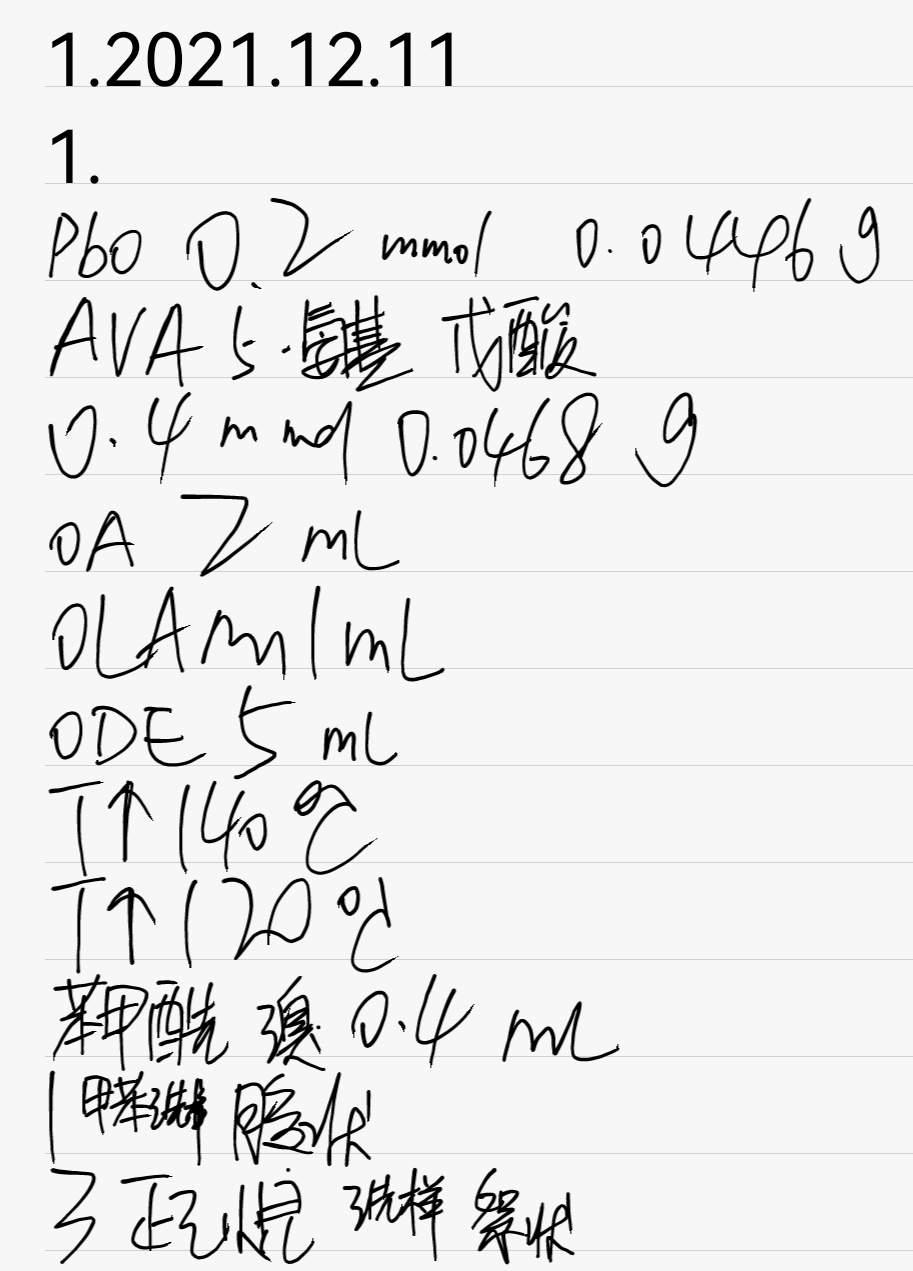 1.2021.12.11
1.
PbO 0.2 mmol 0.0446 g
AVA 5-氨基戊酸
0.4 mmol 0.0468 g
OA 2 mL
OLAm 1 mL
ODE 5 mL
T↑140℃
T↑120℃
苯甲酰溴 0.4 mL
1 甲苯洗样 胶状
3 正己烷 洗样 絮状